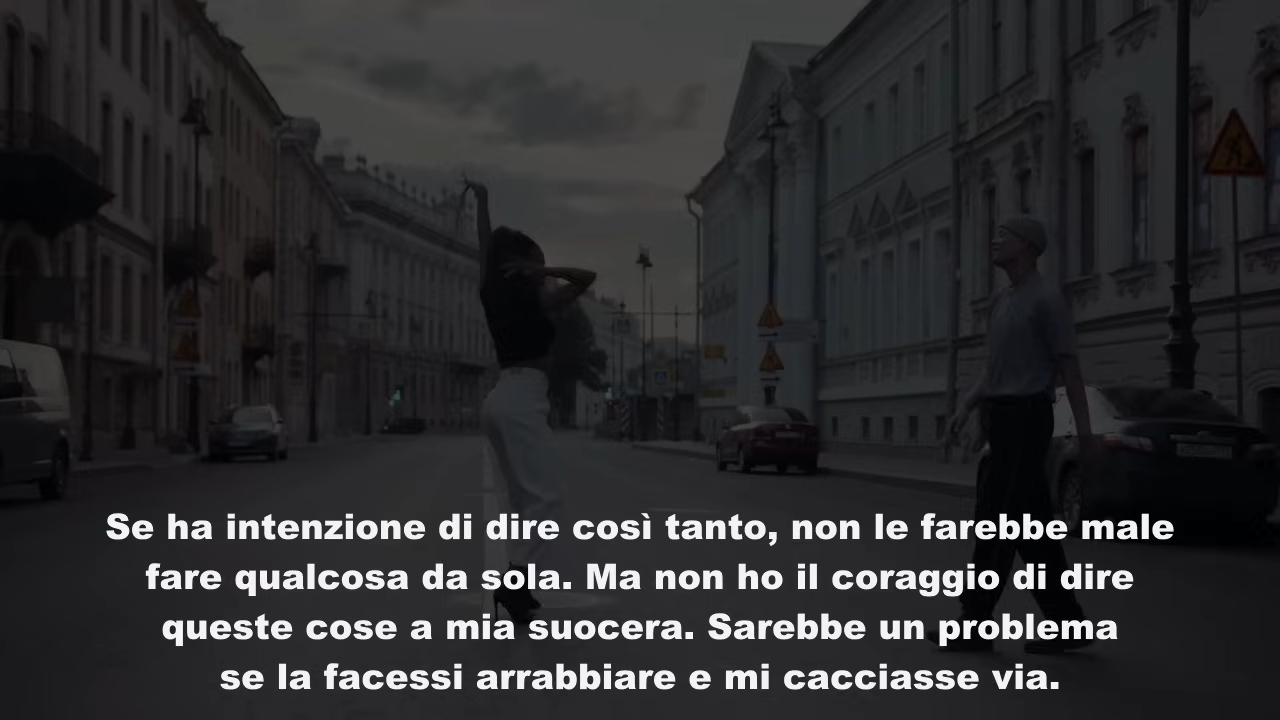 Se ha intenzione di dire così tanto, non le farebbe male
fare qualcosa da sola. Ma non ho il coraggio di dire
queste cose a mia suocera. Sarebbe un problema
se la facessi arrabbiare e mi cacciasse via.